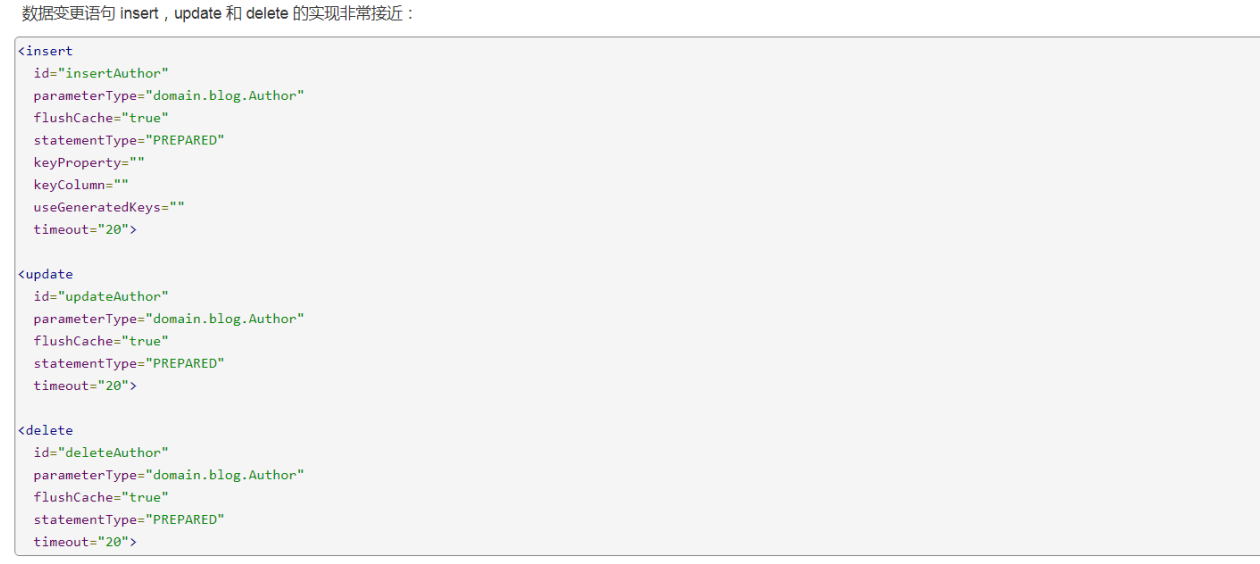 数据变更语句 insert，update 和 delete 的实现非常接近：
<insert
  id="insertAuthor"
  parameterType="domain.blog.Author"
  flushCache="true"
  statementType="PREPARED"
  keyProperty=""
  keyColumn=""
  useGeneratedKeys=""
  timeout="20">
<update
  id="updateAuthor"
  parameterType="domain.blog.Author"
  flushCache="true"
  statementType="PREPARED"
  timeout="20">
<delete
  id="deleteAuthor"
  parameterType="domain.blog.Author"
  flushCache="true"
  statementType="PREPARED"
  timeout="20">